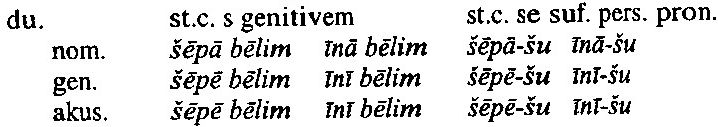 du. st.c. s genitivem st.c. se suf. pers. pron.
nom. šēpā bēlim īnā bēlim šēpā-šu īnā-šu
gen. šēpē bēlim īnī bēlim šēpē-šu īnī-šu
akus. šēpē bēlim īnī bēlim šēpē-šu īnī-šu